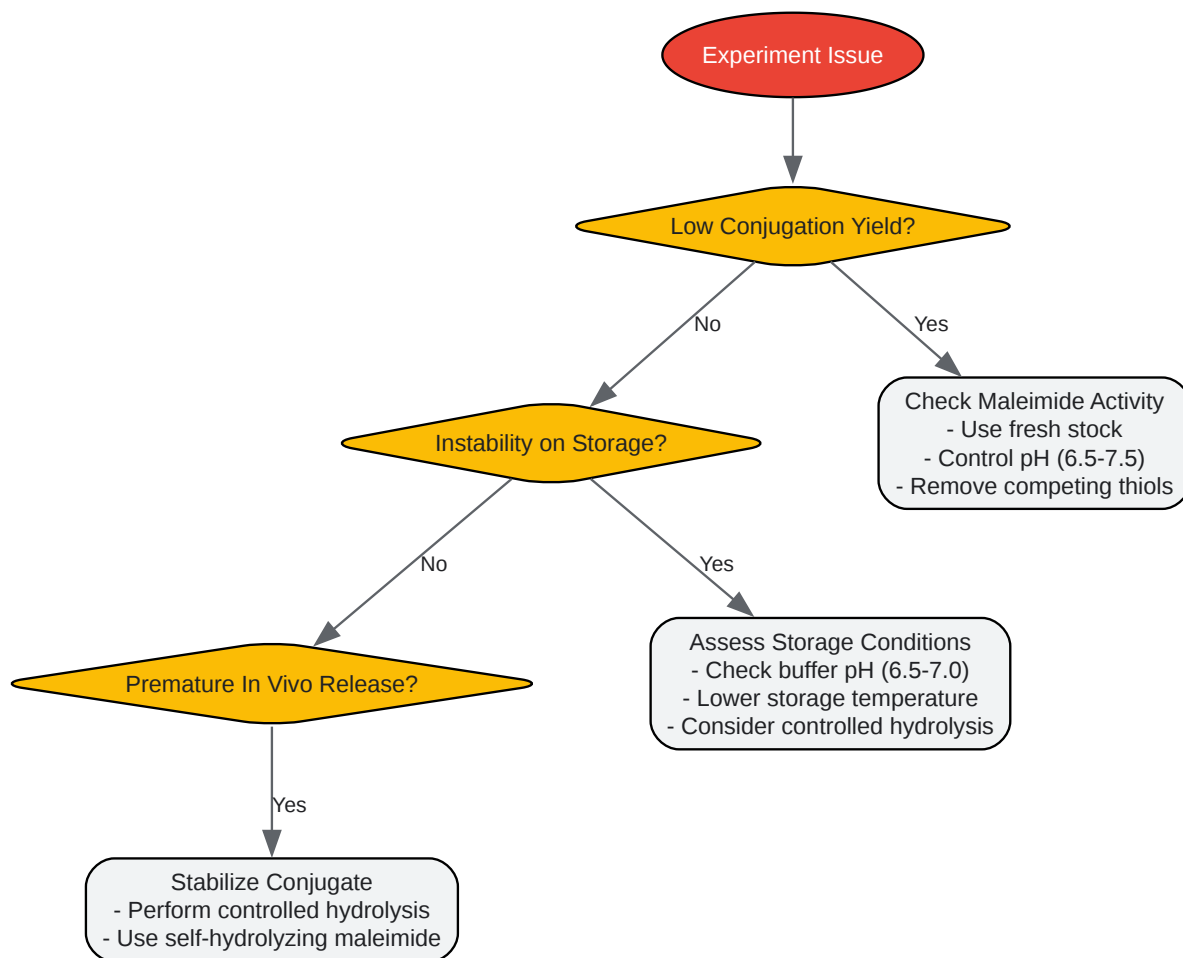 Experiment Issue
Low Conjugation Yield?
No
Yes
Check Maleimide Activity
- Use fresh stock
- Control pH (6.5-7.5)
- Remove competing thiols
Instability on Storage?
No
Yes
Assess Storage Conditions
- Check buffer pH (6.5-7.0)
- Lower storage temperature
- Consider controlled hydrolysis
Premature In Vivo Release?
Yes
Stabilize Conjugate
- Perform controlled hydrolysis
- Use self-hydrolyzing maleimide